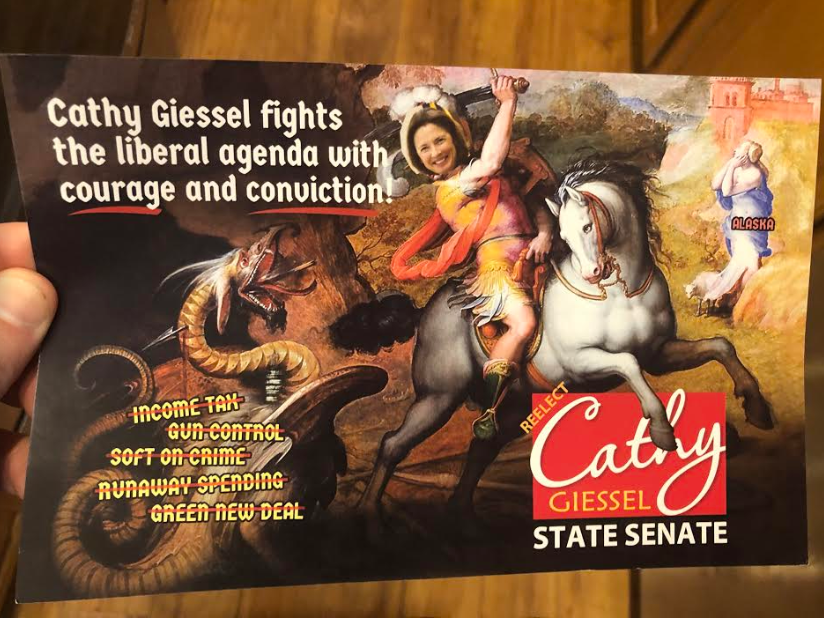 Cathy Giessel fights
the liberal agenda with
courage and conviction!
ALASKA
INCOME TAX
GUN CONTROL
SOFT ON CRIME
RUNAWAY SPENDING
GREEN NEW DEAL
REELECT
Cathy
GIESSEL
STATE SENATE